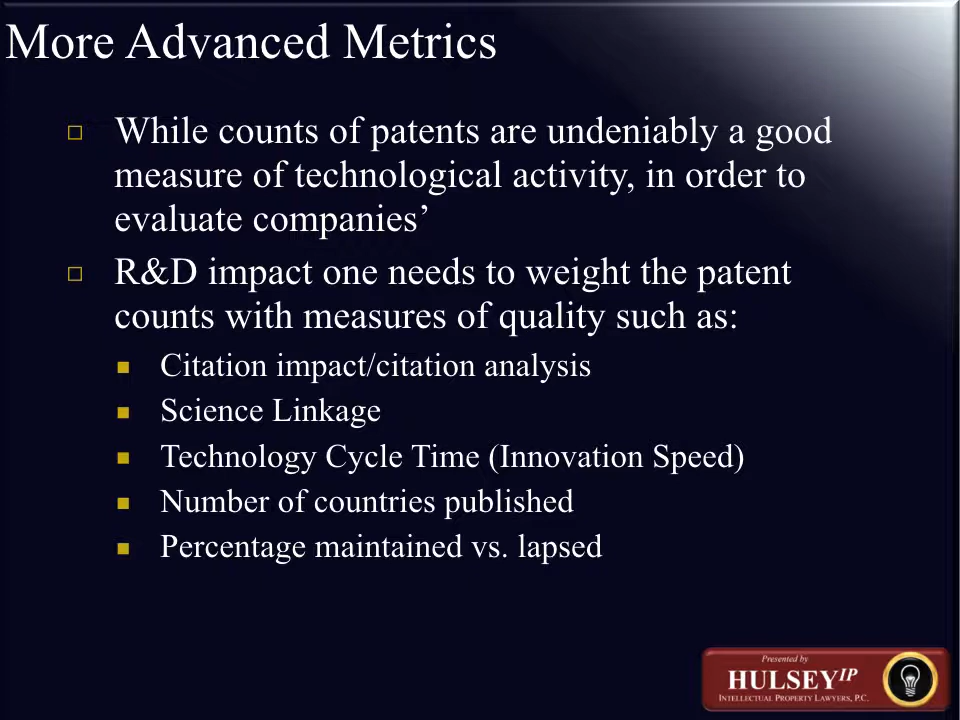 More Advanced Metrics
While counts of patents are undeniably a good
measure of technological activity, in order to
evaluate companies’
R&D impact one needs to weight the patent
counts with measures of quality such as:
Citation impact/citation analysis
Science Linkage
Technology Cycle Time (Innovation Speed)
Number of countries published
Percentage maintained vs. lapsed
Presented by
HULSEY IP
INTELLECTUAL PROPERTY LAWYERS, P.C.